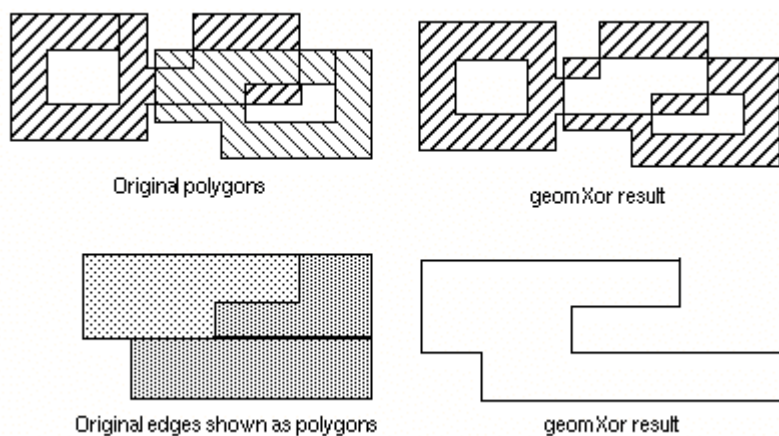 Original polygons
geomXor result
Original edges shown as polygons
geomXor result